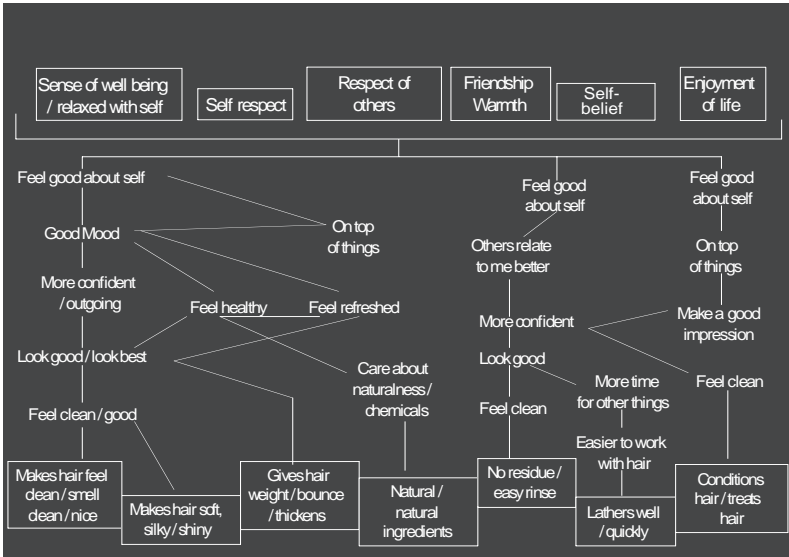 Sense of well being
/ relaxed with self
Self respect
Respect of
others
Friendship
Warmth
Self-
belief
Enjoyment
of life
Feel good about self
Good Mood
More confident
/ outgoing
Look good / look best
Feel clean / good
On top
of things
Feel healthy
Feel refreshed
Care about
naturalness /
chemicals
Feel good
about self
Others relate
to me better
More confident
Look good
Feel clean
More time
for other things
Easier to work
with hair
Feel good
about self
On top
of things
Make a good
impression
Feel clean
Makes hair feel
clean / smell
clean / nice
Makes hair soft,
silky / shiny
Gives hair
weight / bounce
/ thickens
Natural /
natural
ingredients
No residue /
easy rinse
Lathers well
/ quickly
Conditions
hair / treats
hair